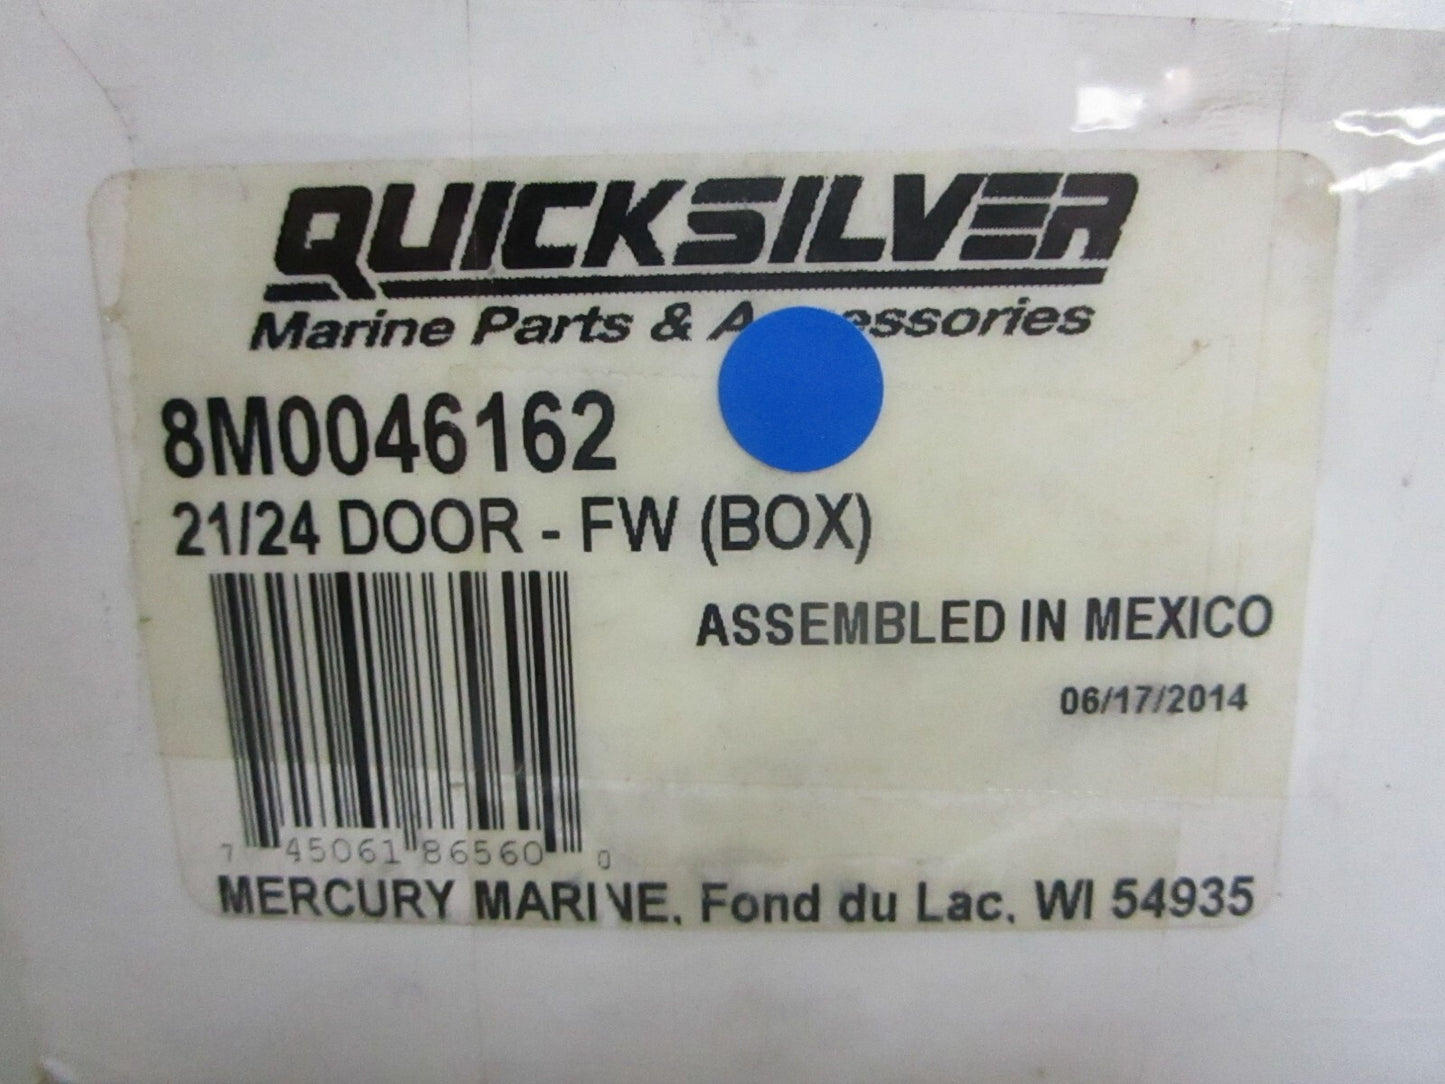 QUICKSILVER
Marine Parts & Accessories
8M0046162
21/24 DOOR - FW (BOX)
ASSEMBLED IN MEXICO
06/17/2014
7 45061 86560 0
MERCURY MARINE, Fond du Lac, WI 54935